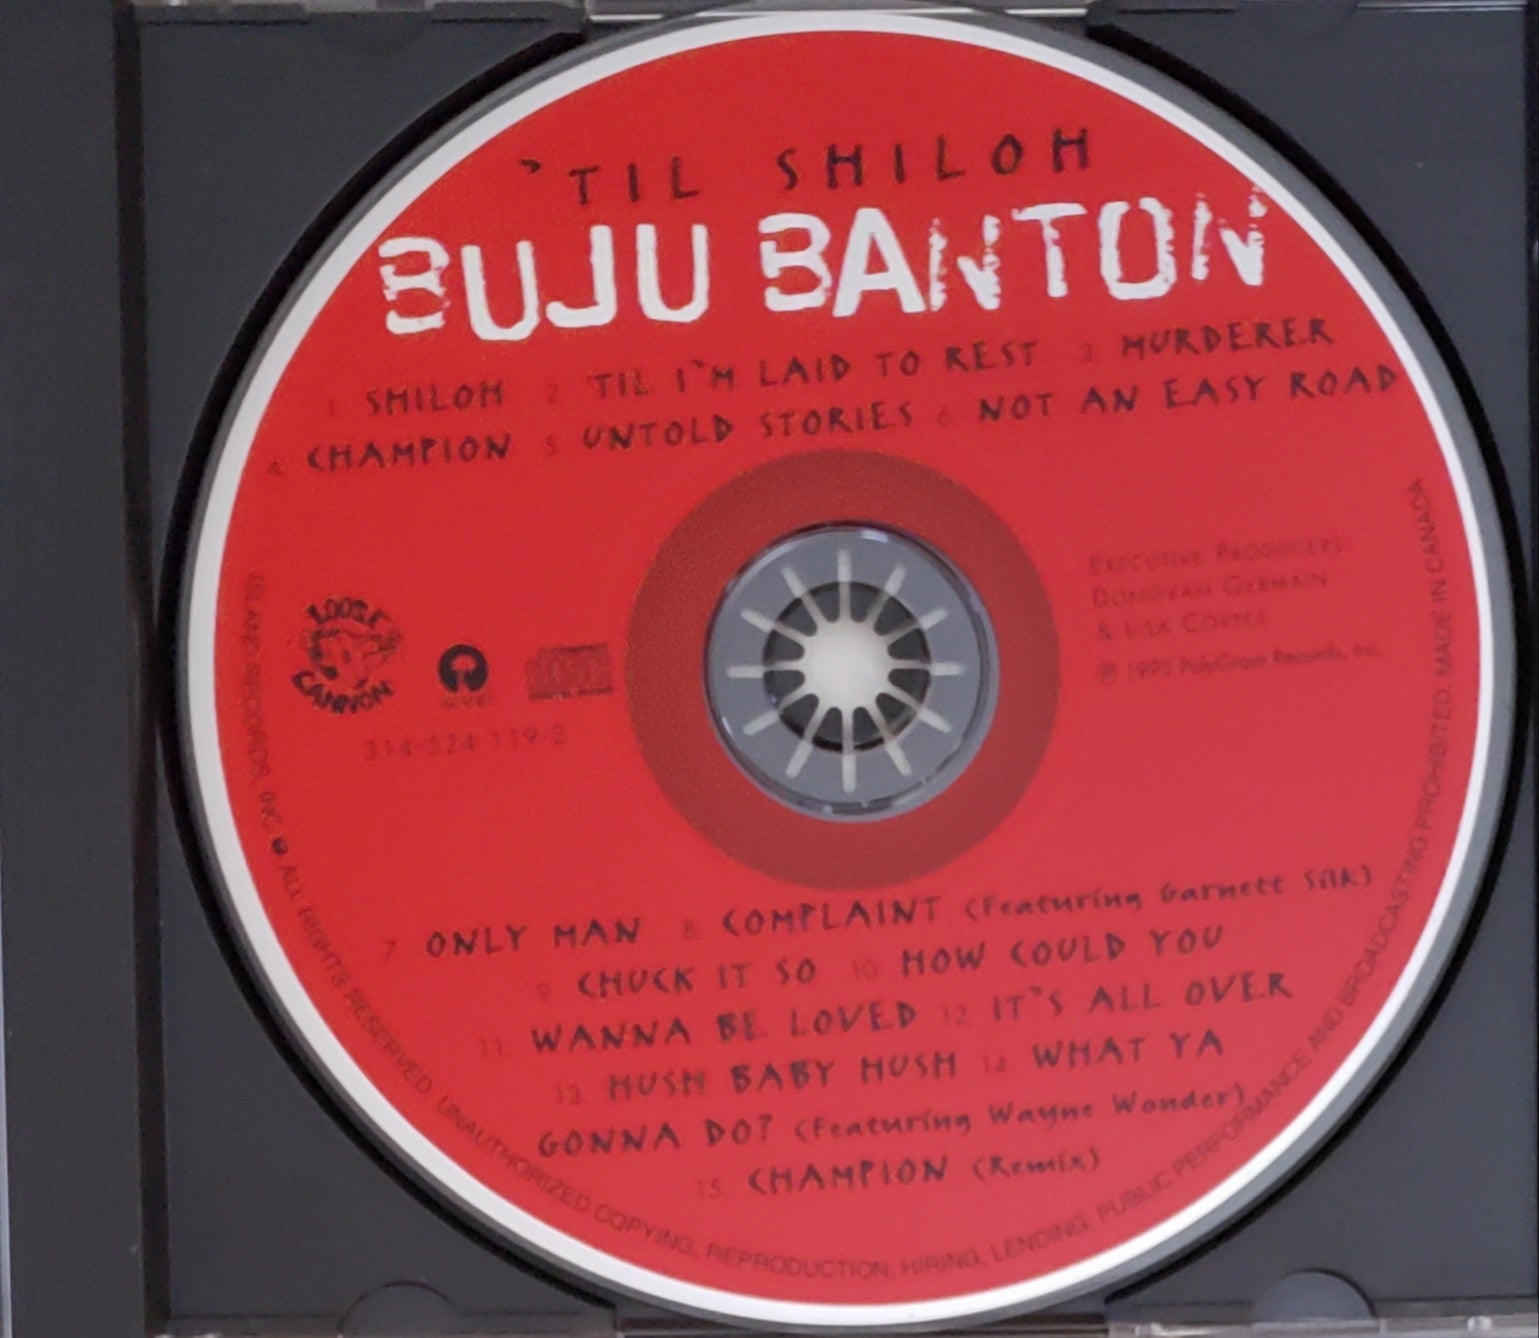 'TIL SHILOH
BUJU BANTON
1 SHILOH 2 'TIL I'M LAID TO REST 3 MURDERER
4 CHAMPION 5 UNTOLD STORIES 6 NOT AN EASY ROAD
LOOSE
CANNON
DISC
314-524 119-2
EXECUTIVE PRODUCERS:
DONOVAN GERMAIN
& LISA CORTES
℗ 1995 PolyGram Records, Inc.
7 ONLY MAN 8 COMPLAINT (Featuring Garnett Silk)
9 CHUCK IT SO 10 HOW COULD YOU
11 WANNA BE LOVED 12 IT'S ALL OVER
13 HUSH BABY HUSH 14 WHAT YA
GONNA DO? (Featuring Wayne Wonder)
15 CHAMPION (Remix)
ISLAND RECORDS, INC. ALL RIGHTS RESERVED. UNAUTHORIZED COPYING, REPRODUCTION, HIRING, LENDING, PUBLIC PERFORMANCE AND BROADCASTING PROHIBITED. MADE IN CANADA